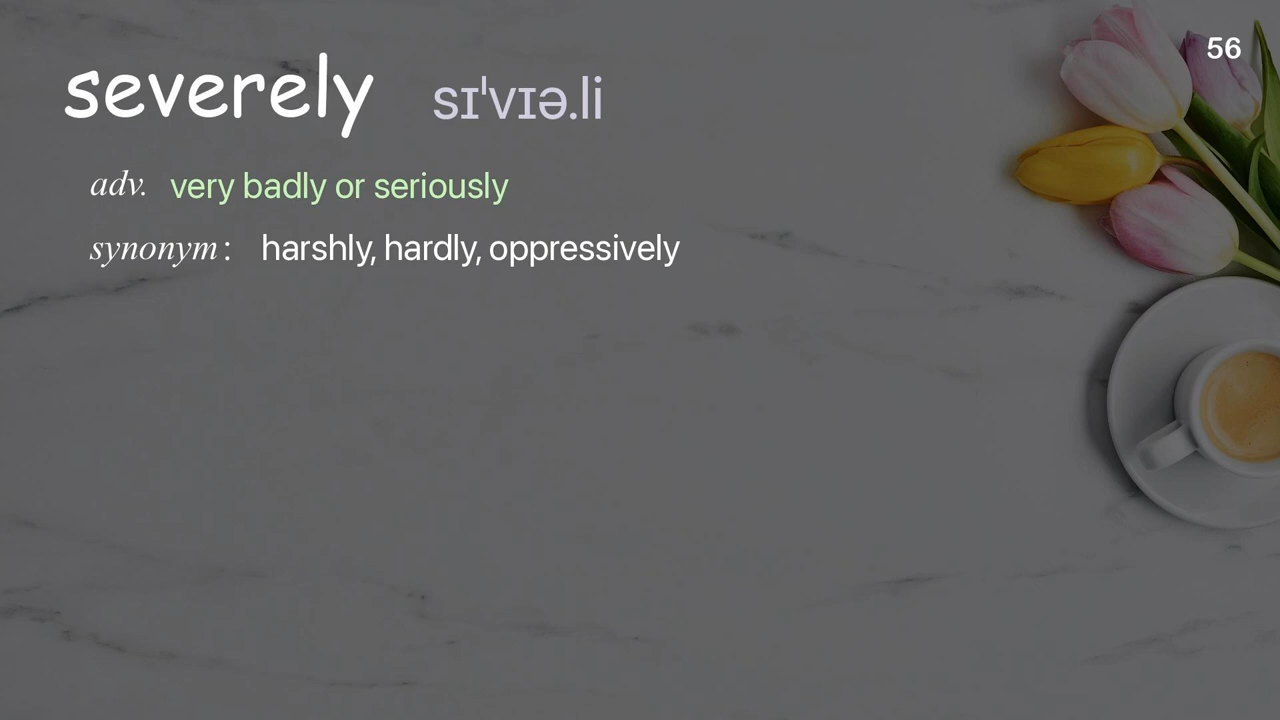 56
severely sɪˈvɪə.li
adv. very badly or seriously
synonym: harshly, hardly, oppressively